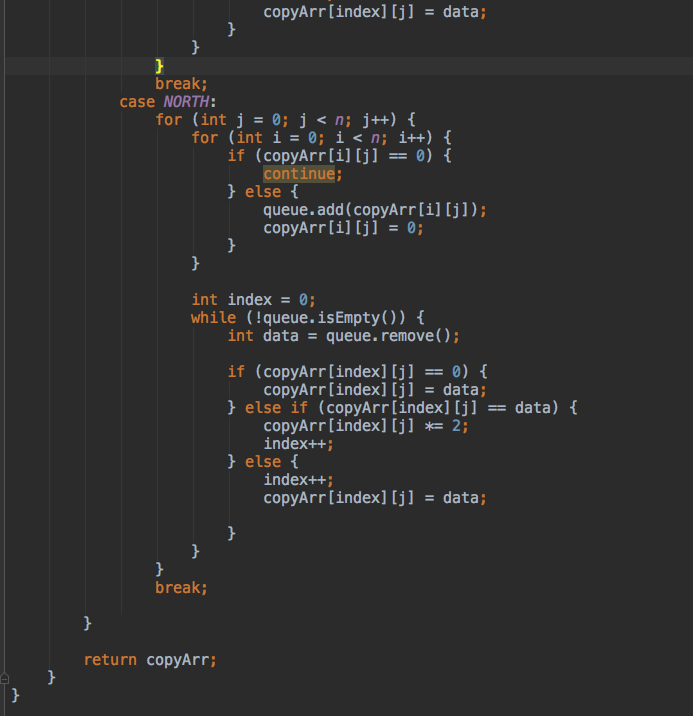 copyArr[index][j] = data;
}
}
}
break;
case NORTH:
for (int j = 0; j < n; j++) {
for (int i = 0; i < n; i++) {
if (copyArr[i][j] == 0) {
continue;
} else {
queue.add(copyArr[i][j]);
copyArr[i][j] = 0;
}
}
int index = 0;
while (!queue.isEmpty()) {
int data = queue.remove();
if (copyArr[index][j] == 0) {
copyArr[index][j] = data;
} else if (copyArr[index][j] == data) {
copyArr[index][j] *= 2;
index++;
} else {
index++;
copyArr[index][j] = data;
}
}
}
break;
}
return copyArr;
}
}